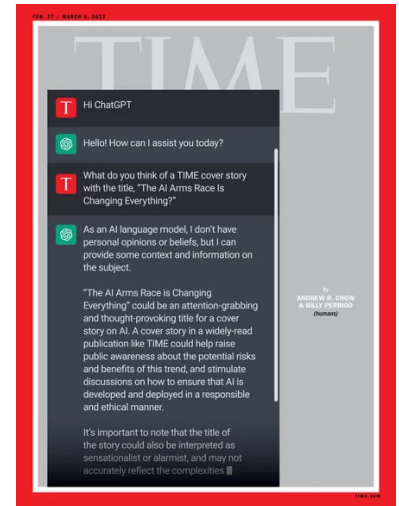 FEB. 27 / MARCH 6, 2023
TIME
T Hi ChatGPT
Hello! How can I assist you today?
T What do you think of a TIME cover story
with the title, "The AI Arms Race Is
Changing Everything?"
As an AI language model, I don't have
personal opinions or beliefs, but I can
provide some context and information on
the subject.
"The AI Arms Race is Changing
Everything" could be an attention-grabbing
and thought-provoking title for a cover
story on AI. A cover story in a widely-read
publication like TIME could help raise
public awareness about the potential risks
and benefits of this trend, and stimulate
discussions on how to ensure that AI is
developed and deployed in a responsible
and ethical manner.
It's important to note that the title of
the story could also be interpreted as
sensationalist or alarmist, and may not
accurately reflect the complexities
by
ANDREW R. CHOW
& BILLY PERRIGO
(humans)
time.com